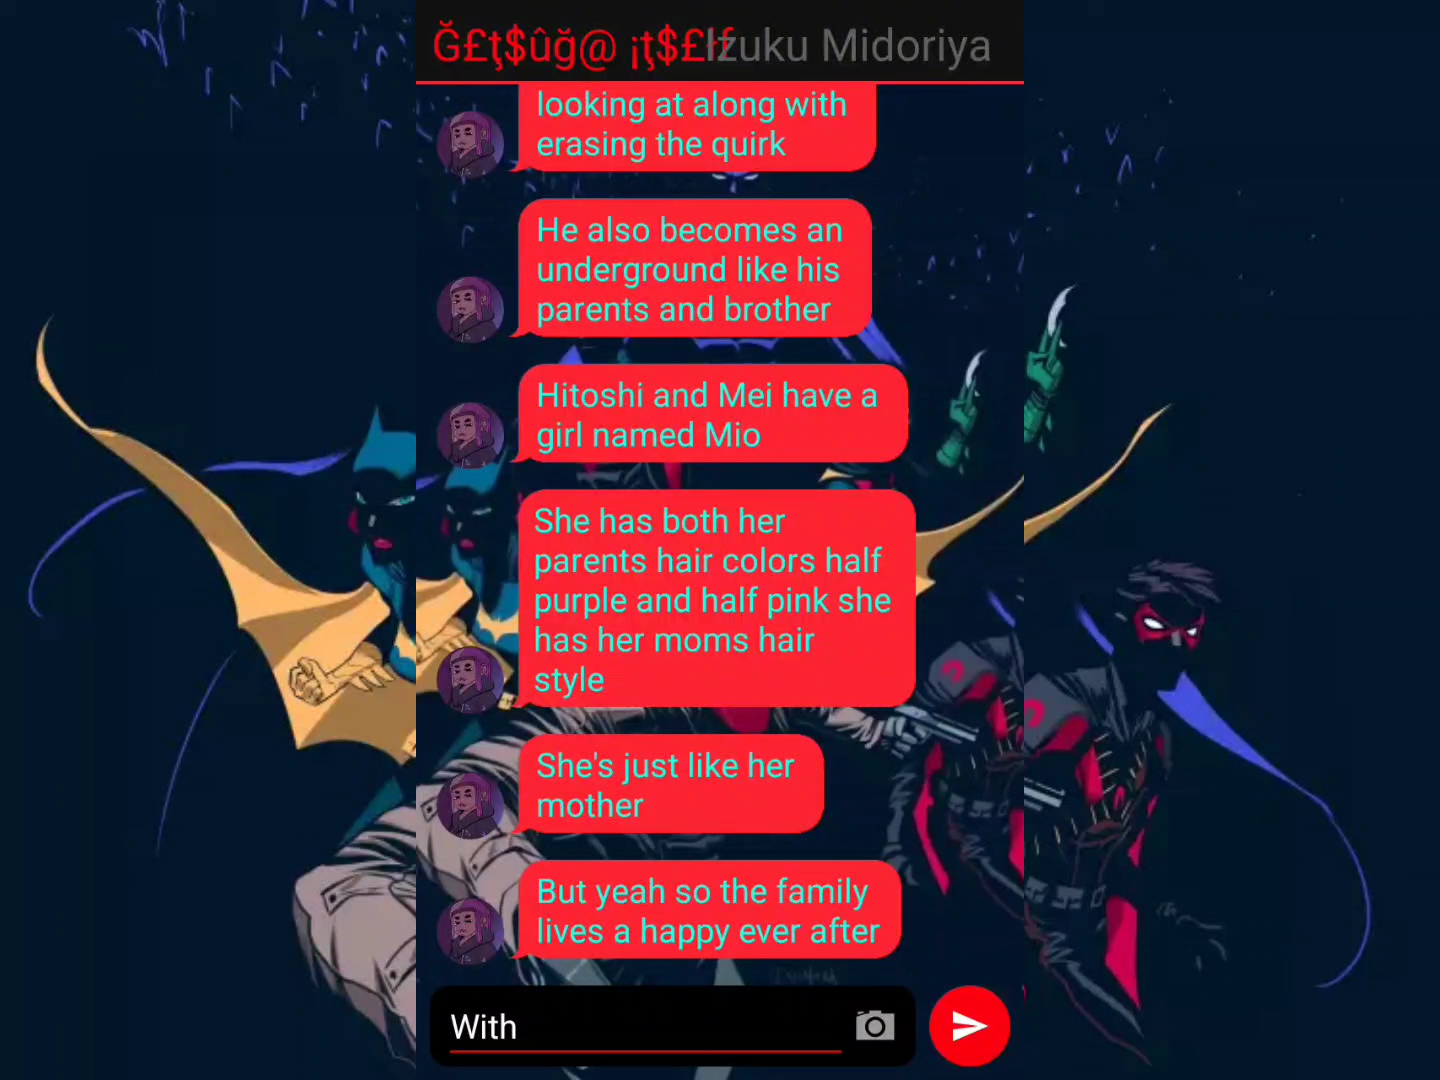 Ğ£ţ$ûğ@ ¡ţ$£lf
Izuku Midoriya
looking at along with
erasing the quirk
He also becomes an
underground like his
parents and brother
Hitoshi and Mei have a
girl named Mio
She has both her
parents hair colors half
purple and half pink she
has her moms hair
style
She's just like her
mother
But yeah so the family
lives a happy ever after
With